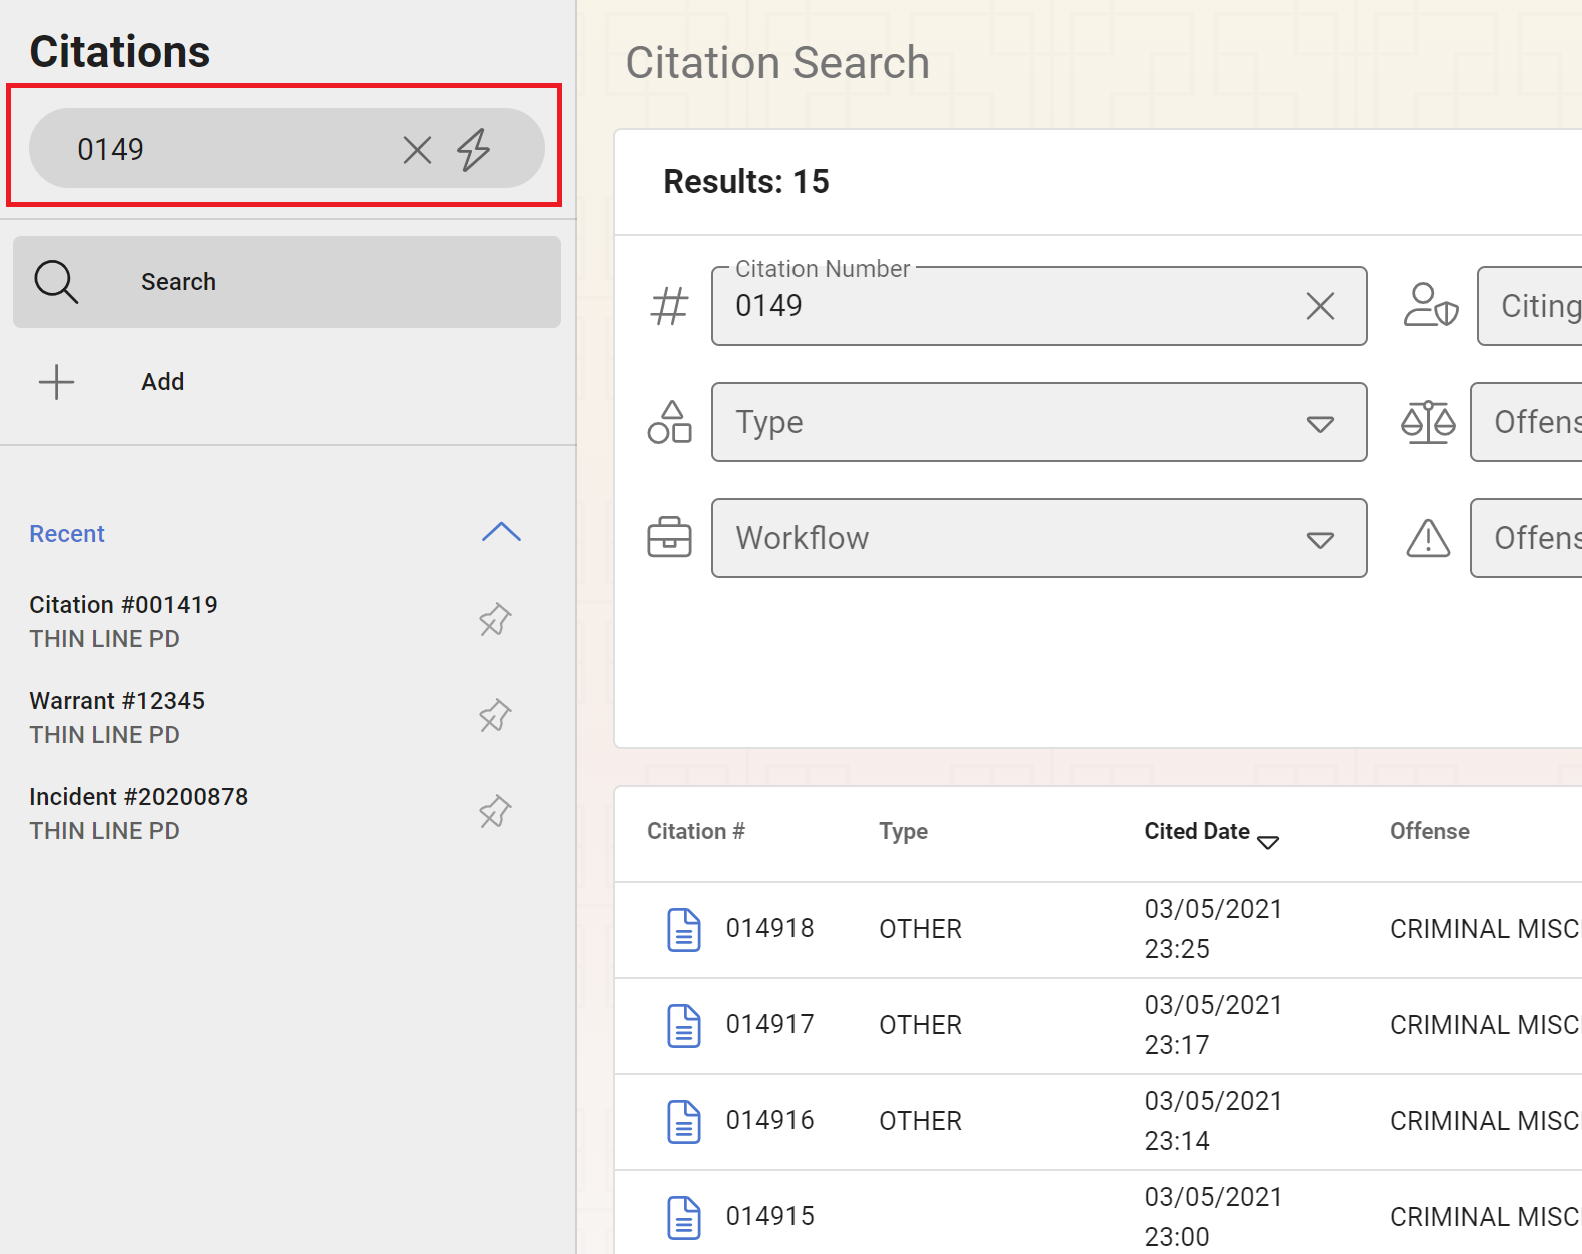 Citations
0149
Search
Add
Recent
Citation #001419
THIN LINE PD
Warrant #12345
THIN LINE PD
Incident #20200878
THIN LINE PD
Citation Search
Results: 15
Citation Number
0149
Citing
Type
Offens
Workflow
Offens
Citation # Type Cited Date Offense
014918 OTHER 03/05/2021 23:25 CRIMINAL MISC
014917 OTHER 03/05/2021 23:17 CRIMINAL MISC
014916 OTHER 03/05/2021 23:14 CRIMINAL MISC
014915 03/05/2021 23:00 CRIMINAL MISC